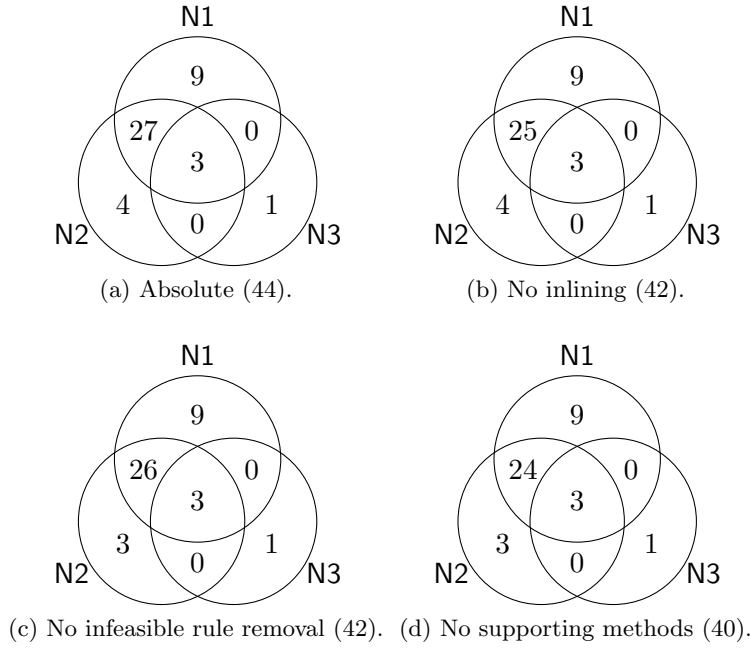 N1
9
27 0
3
4 0 1
N2 N3
(a) Absolute (44).
N1
9
25 0
3
4 0 1
N2 N3
(b) No inlining (42).
N1
9
26 0
3
3 0 1
N2 N3
(c) No infeasible rule removal (42).
N1
9
24 0
3
3 0 1
N2 N3
(d) No supporting methods (40).